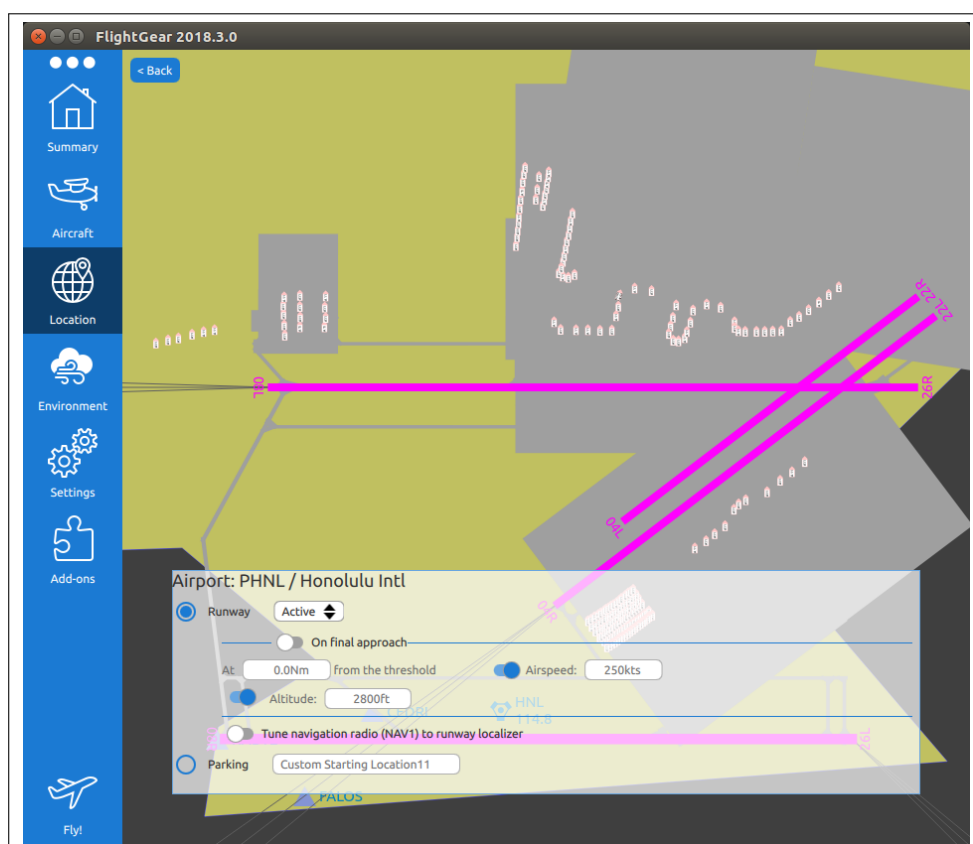 FlightGear 2018.3.0
< Back
Summary
Aircraft
Location
Environment
Settings
Add-ons
Fly!
22R
22L
08L
26R
04L
04R
Airport: PHNL / Honolulu Intl
Runway Active
On final approach
At 0.0Nm from the threshold Airspeed: 250kts
Altitude: 2800ft
HNL
114.8
26L
Tune navigation radio (NAV1) to runway localizer
Parking Custom Starting Location11
PALOS